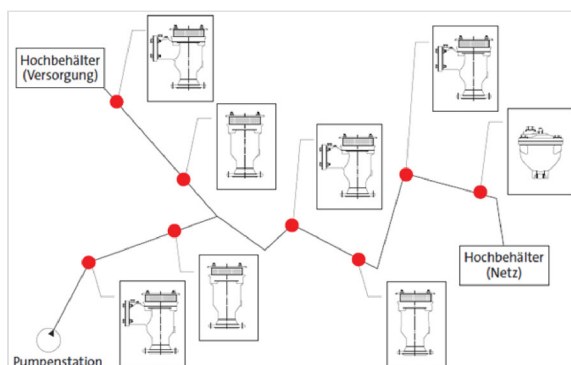 Hochbehälter
(Versorgung)
Hochbehälter
(Netz)
Pumpenstation